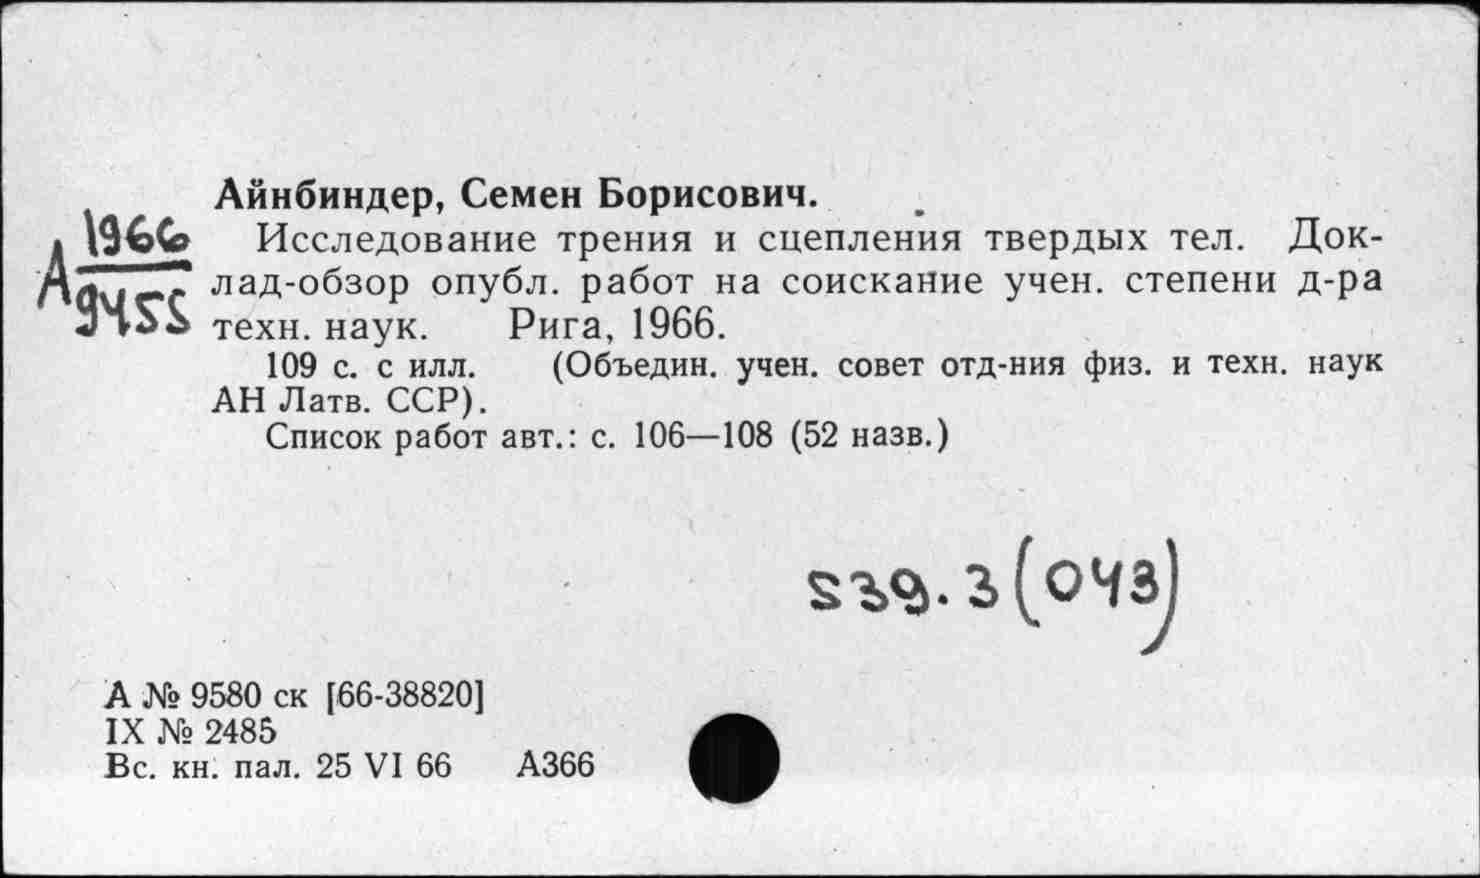 Айнбиндер, Семен Борисович.
1966
А
9455
Исследование трения и сцепления твердых тел. Док-
лад-обзор опубл. работ на соискание учен. степени д-ра
техн. наук. Рига, 1966.
109 с. с илл. (Объедин. учен. совет отд-ния физ. и техн. наук
АН Латв. ССР).
Список работ авт.: с. 106—108 (52 назв.)
539.3(043)
А № 9580 ск [66-38820]
IX № 2485
Вс. кн. пал. 25 VI 66 А366